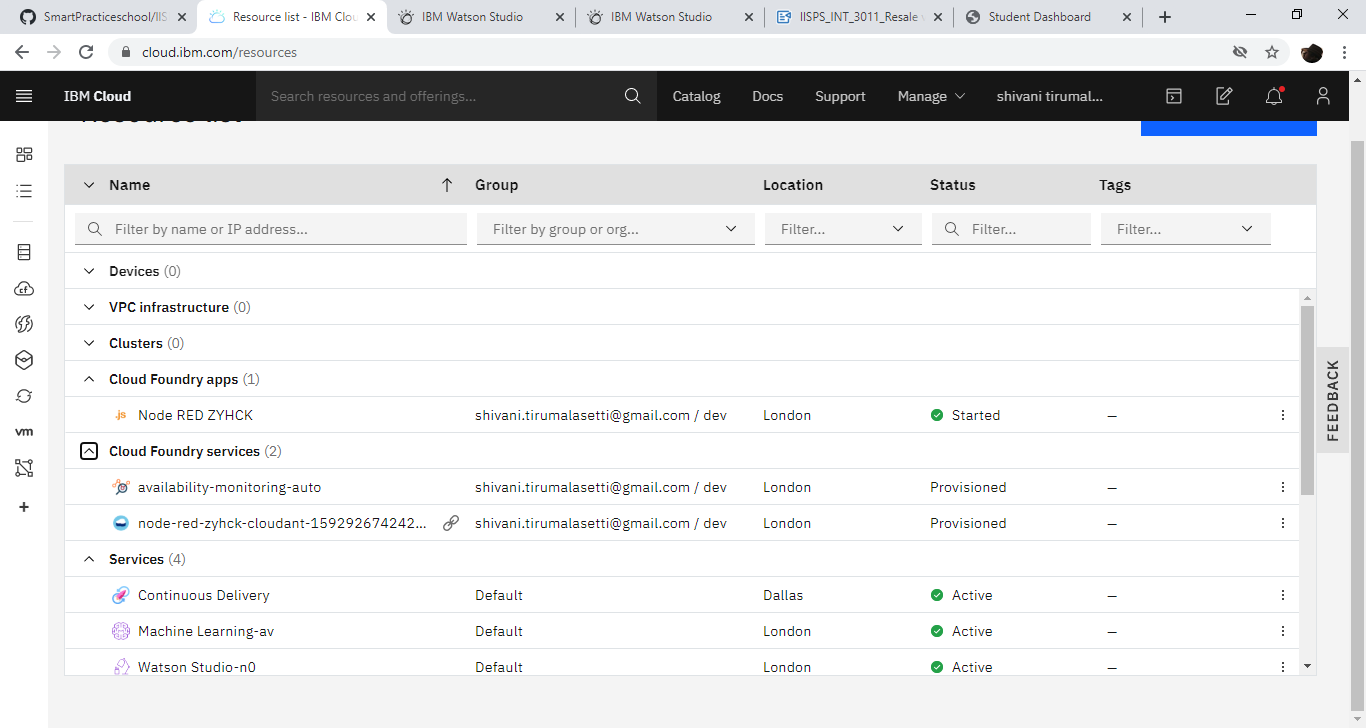 SmartPracticeschool/IIS
Resource list - IBM Clou
IBM Watson Studio
IBM Watson Studio
IISPS_INT_3011_Resale
Student Dashboard
cloud.ibm.com/resources
IBM Cloud
Search resources and offerings...
Catalog
Docs
Support
Manage
shivani tirumal...
Resource list
Name
Group
Location
Status
Tags
Filter by name or IP address...
Filter by group or org...
Filter...
Filter...
Filter...
Devices (0)
VPC infrastructure (0)
Clusters (0)
Cloud Foundry apps (1)
js Node RED ZYHCK shivani.tirumalasetti@gmail.com / dev London Started —
Cloud Foundry services (2)
availability-monitoring-auto shivani.tirumalasetti@gmail.com / dev London Provisioned —
node-red-zyhck-cloudant-159292674242... shivani.tirumalasetti@gmail.com / dev London Provisioned —
Services (4)
Continuous Delivery Default Dallas Active —
Machine Learning-av Default London Active —
Watson Studio-n0 Default London Active —
cf
vm
FEEDBACK